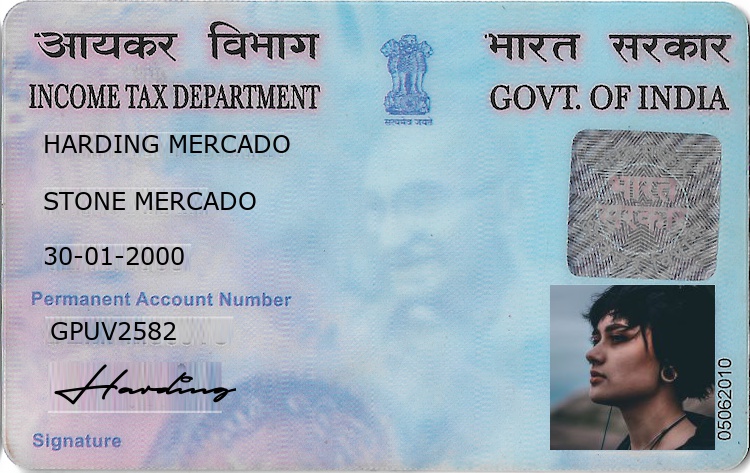 आयकर विभाग
भारत सरकार
INCOME TAX DEPARTMENT
GOVT. OF INDIA
सत्यमेव जयते
HARDING MERCADO
STONE MERCADO
30-01-2000
भारत
सरकार
Permanent Account Number
GPUV2582
Harding
Signature
05062010